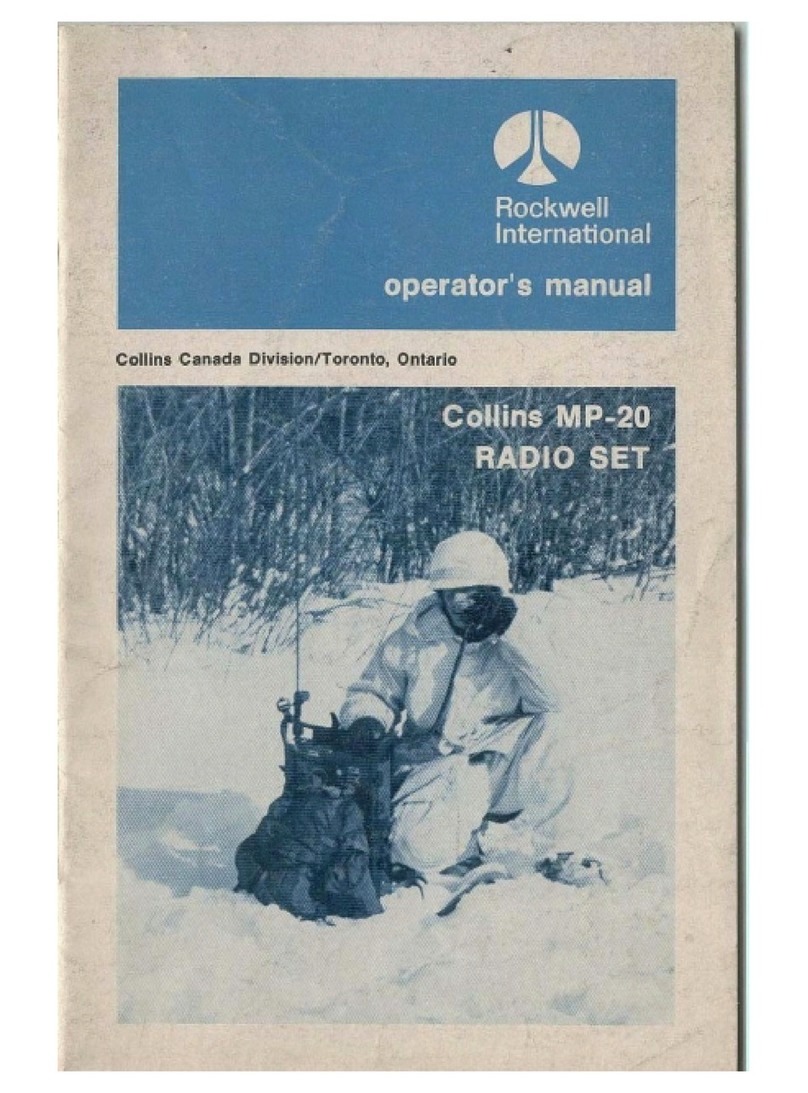 Rockwell
International
operator's manual
Collins Canada Division/Toronto, Ontario
Collins MP-20
RADIO SET